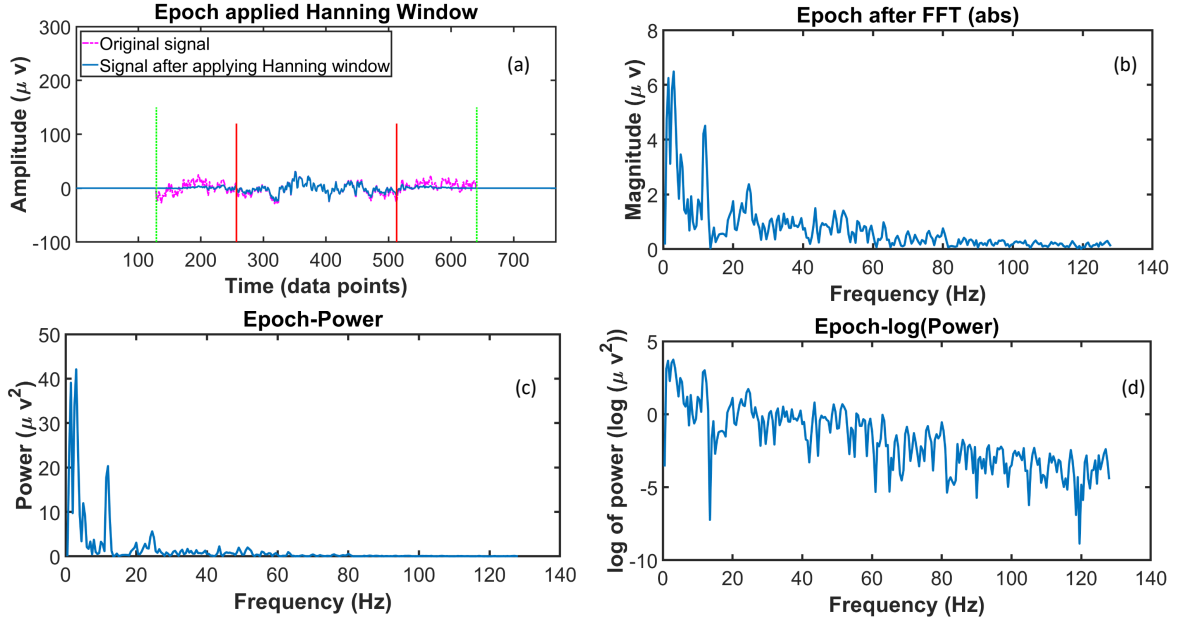 Epoch applied Hanning Window
300
200
100
0
-100
Amplitude (μ v)
Original signal
Signal after applying Hanning window
(a)
100 200 300 400 500 600 700
Time (data points)
Epoch after FFT (abs)
8
6
4
2
0
Magnitude (μ v)
(b)
0 20 40 60 80 100 120 140
Frequency (Hz)
Epoch-Power
50
40
30
20
10
0
Power (μ v²)
(c)
0 20 40 60 80 100 120 140
Frequency (Hz)
Epoch-log(Power)
5
0
-5
-10
log of power (log (μ v²))
(d)
0 20 40 60 80 100 120 140
Frequency (Hz)